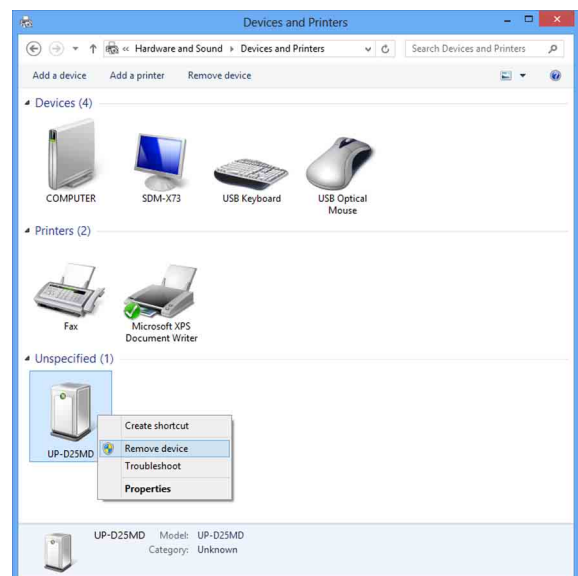 Devices and Printers
« Hardware and Sound Devices and Printers
Search Devices and Printers
Add a device Add a printer Remove device
Devices (4)
COMPUTER
SDM-X73
USB Keyboard
USB Optical
Mouse
Printers (2)
Fax
Microsoft XPS
Document Writer
Unspecified (1)
UP-D25MD
Create shortcut
Remove device
Troubleshoot
Properties
UP-D25MD Model: UP-D25MD
Category: Unknown